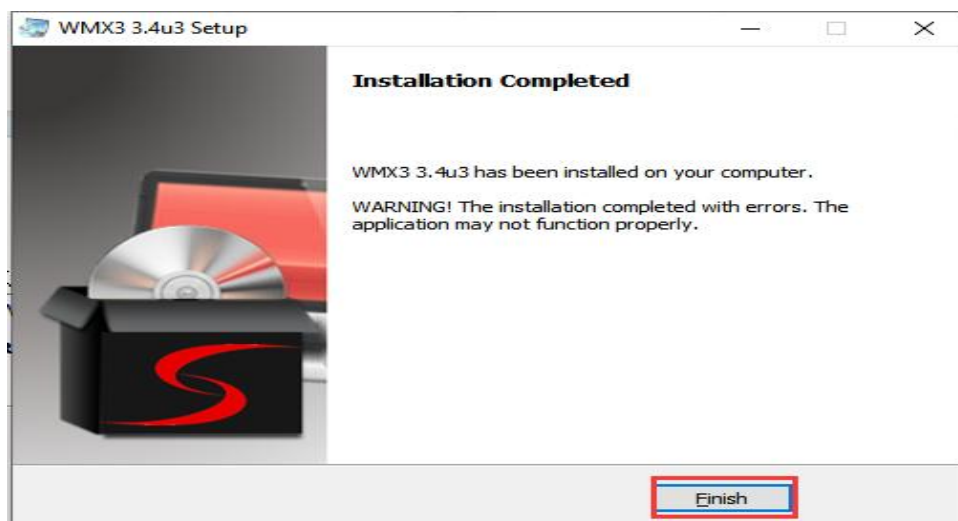 WMX3 3.4u3 Setup
Installation Completed
WMX3 3.4u3 has been installed on your computer.
WARNING! The installation completed with errors. The
application may not function properly.
Finish